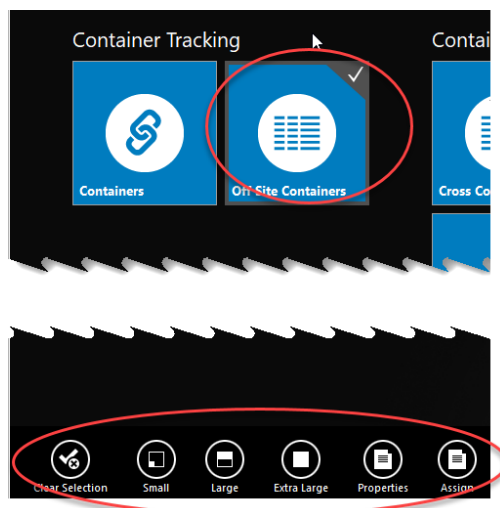 Container Tracking
Contai
Containers
Off Site Containers
Cross Co
Clear Selection
Small
Large
Extra Large
Properties
Assign